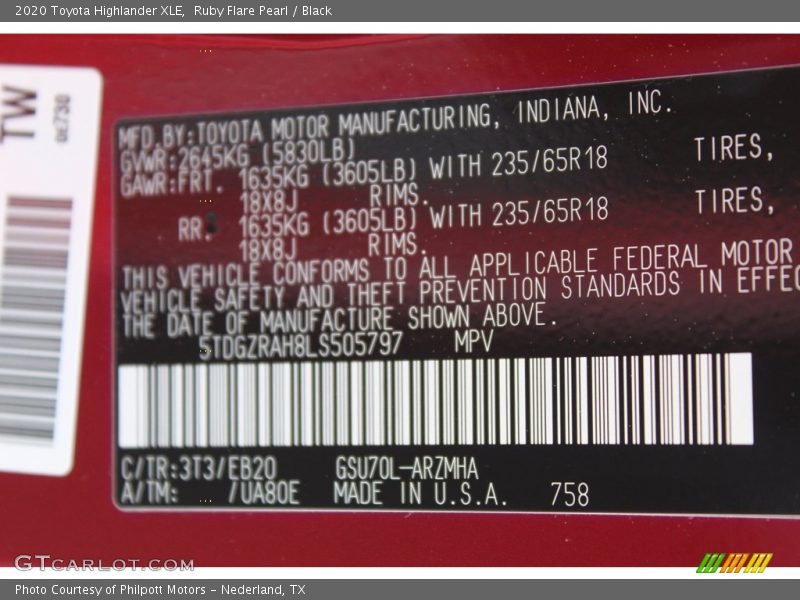 2020 Toyota Highlander XLE,  Ruby Flare Pearl / Black
TW
MFD.BY:TOYOTA MOTOR MANUFACTURING, INDIANA, INC.
GVWR:2645KG (5830LB)
GAWR:FRT. 1635KG (3605LB) WITH 235/65R18 TIRES,
18X8J RIMS.
RR. 1635KG (3605LB) WITH 235/65R18 TIRES,
18X8J RIMS.
THIS VEHICLE CONFORMS TO ALL APPLICABLE FEDERAL MOTOR
VEHICLE SAFETY AND THEFT PREVENTION STANDARDS IN EFFEC
THE DATE OF MANUFACTURE SHOWN ABOVE.
5TDGZRAH8LS505797 MPV
C/TR:3T3/EB20 GSU70L-ARZMHA
A/TM: /UA80E MADE IN U.S.A. 758
GTCARLOT.COM
Photo Courtesy of Philpott Motors - Nederland, TX